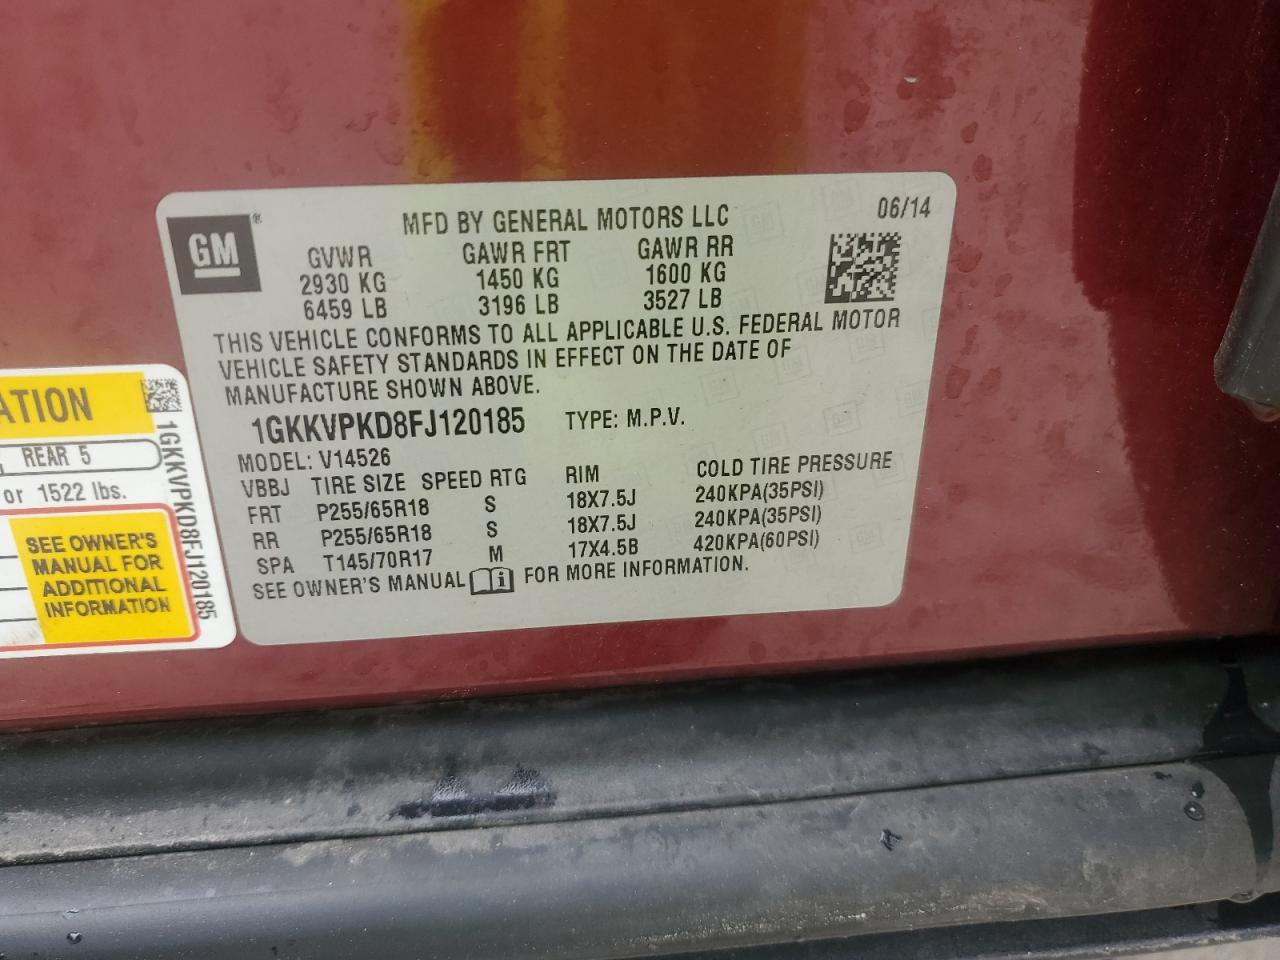 GM®
MFD BY GENERAL MOTORS LLC
06/14
GVWR GAWR FRT GAWR RR
2930 KG 1450 KG 1600 KG
6459 LB 3196 LB 3527 LB
THIS VEHICLE CONFORMS TO ALL APPLICABLE U.S. FEDERAL MOTOR
VEHICLE SAFETY STANDARDS IN EFFECT ON THE DATE OF
MANUFACTURE SHOWN ABOVE.
1GKKVPKD8FJ120185 TYPE: M.P.V.
MODEL: V14526
VBBJ TIRE SIZE SPEED RTG RIM COLD TIRE PRESSURE
FRT P255/65R18 S 18X7.5J 240KPA(35PSI)
RR P255/65R18 S 18X7.5J 240KPA(35PSI)
SPA T145/70R17 M 17X4.5B 420KPA(60PSI)
SEE OWNER'S MANUAL FOR MORE INFORMATION.
ATION
REAR 5
or 1522 lbs.
SEE OWNER'S
MANUAL FOR
ADDITIONAL
INFORMATION
1GKKVPKD8FJ120185